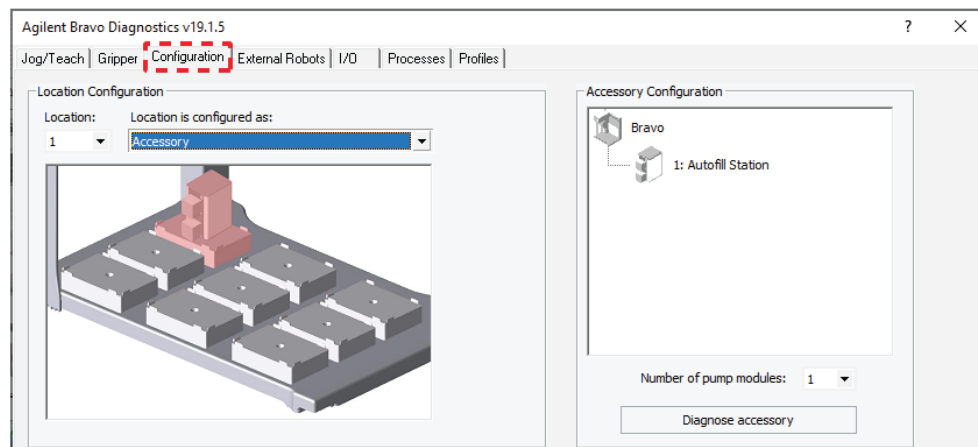 Agilent Bravo Diagnostics v19.1.5
?
Jog/Teach Gripper Configuration External Robots I/O Processes Profiles
Location Configuration
Location: Location is configured as:
1 Accessory
Accessory Configuration
Bravo
1: Autofill Station
Number of pump modules: 1
Diagnose accessory